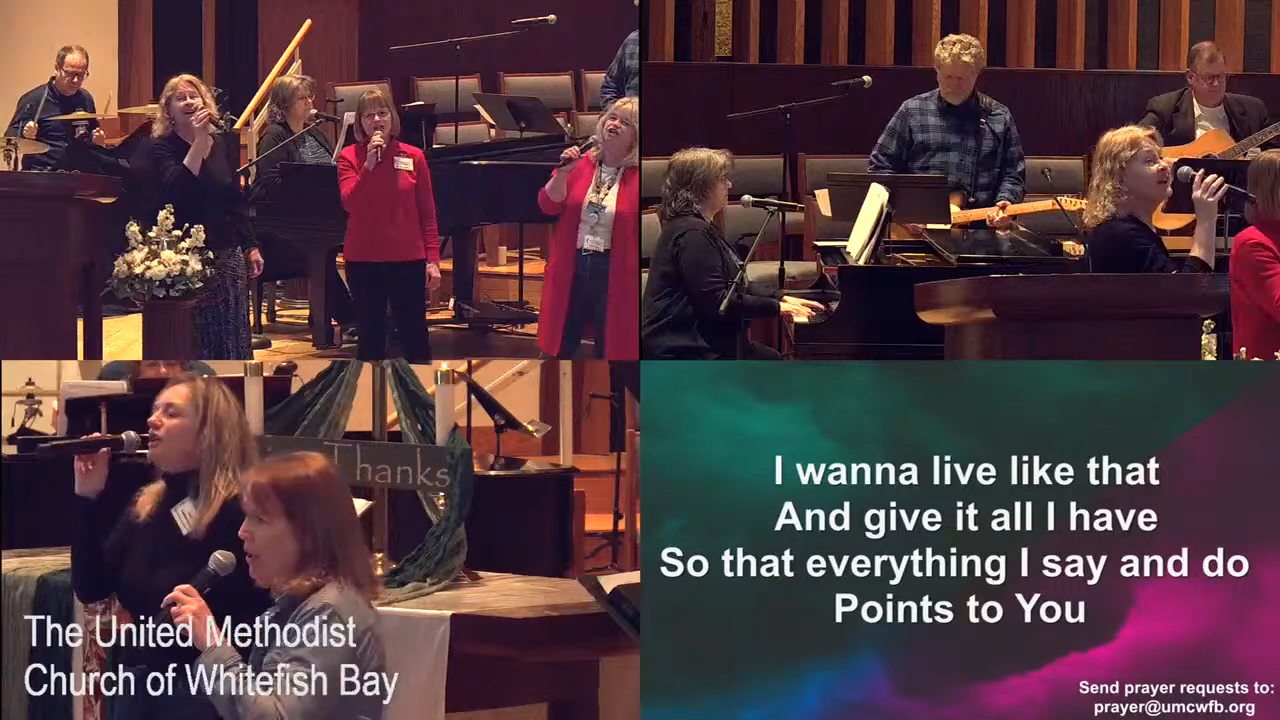 Thanks
The United Methodist
Church of Whitefish Bay
I wanna live like that
And give it all I have
So that everything I say and do
Points to You
Send prayer requests to:
prayer@umcwfb.org